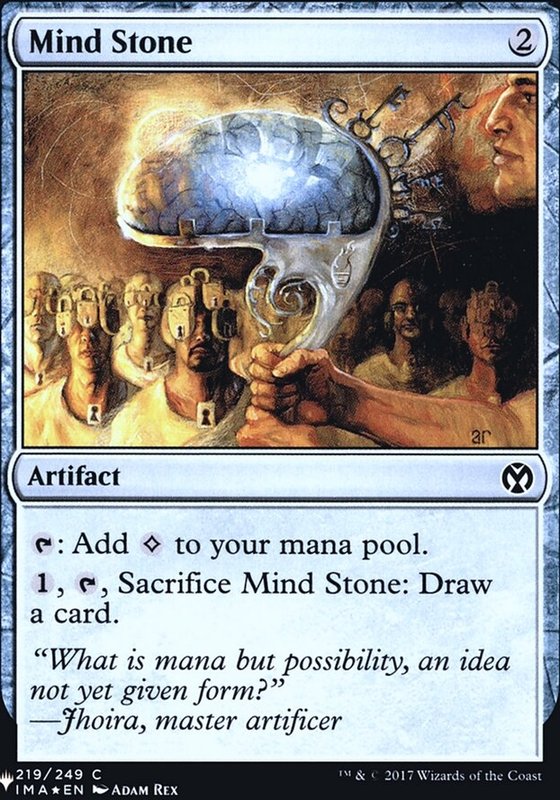 Mind Stone 2
ar
Artifact
: Add to your mana pool.
1, , Sacrifice Mind Stone: Draw
a card.
“What is mana but possibility, an idea
not yet given form?”
—Jhoira, master artificer
219/249 C
IMA★EN Adam Rex
™ & © 2017 Wizards of the Coast